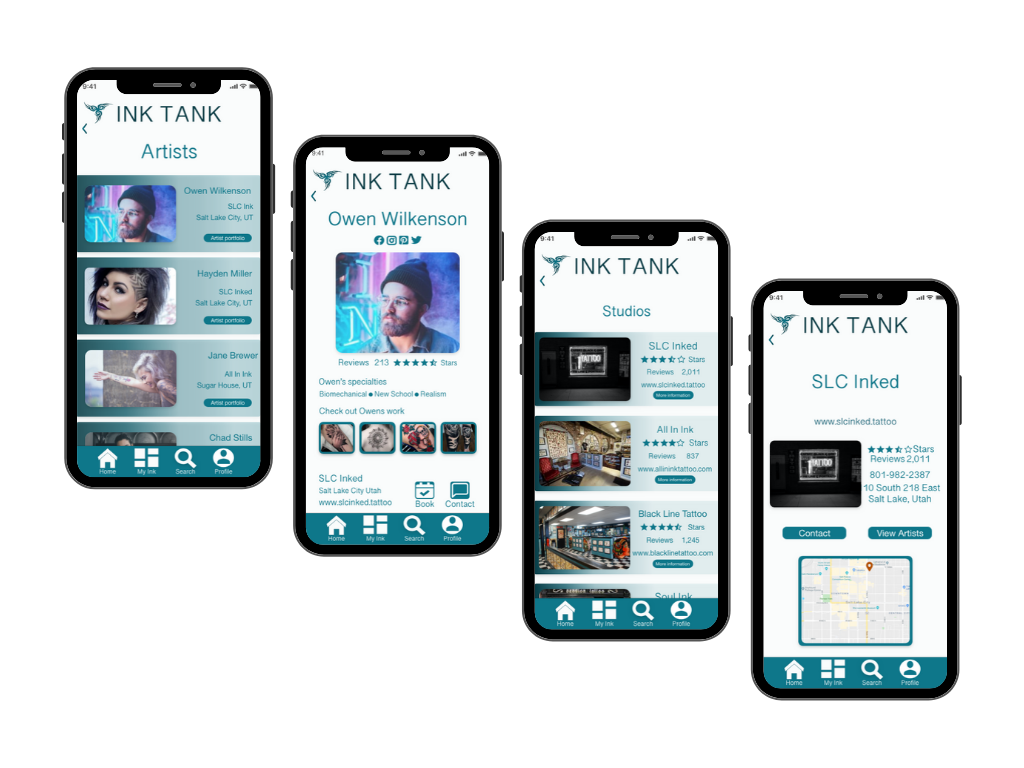 9:41
INK TANK
Artists
Owen Wilkenson
SLC Ink
Salt Lake City, UT
Artist portfolio
Hayden Miller
SLC Inked
Salt Lake City, UT
Artist portfolio
Jane Brewer
All In Ink
Sugar House, UT
Artist portfolio
Chad Stills
Home My Ink Search Profile
9:41
INK TANK
Owen Wilkenson
Reviews 213 Stars
Owen's specialties
Biomechanical ● New School ● Realism
Check out Owens work
SLC Inked
Salt Lake City Utah
www.slcinked.tattoo
Book Contact
Home My Ink Search Profile
9:41
INK TANK
Studios
TATTOO
SLC Inked
Stars
Reviews 2,011
www.slcinked.tattoo
More information
All In Ink
Stars
Reviews 837
www.allininktattoo.com
More information
Black Line Tattoo
Stars
Reviews 1,245
www.blacklinetattoo.com
More information
Soul Ink
Home My Ink Search Profile
9:41
INK TANK
SLC Inked
www.slcinked.tattoo
TATTOO
Stars
Reviews 2,011
801-982-2387
10 South 218 East
Salt Lake, Utah
Contact View Artists
Home My Ink Search Profile